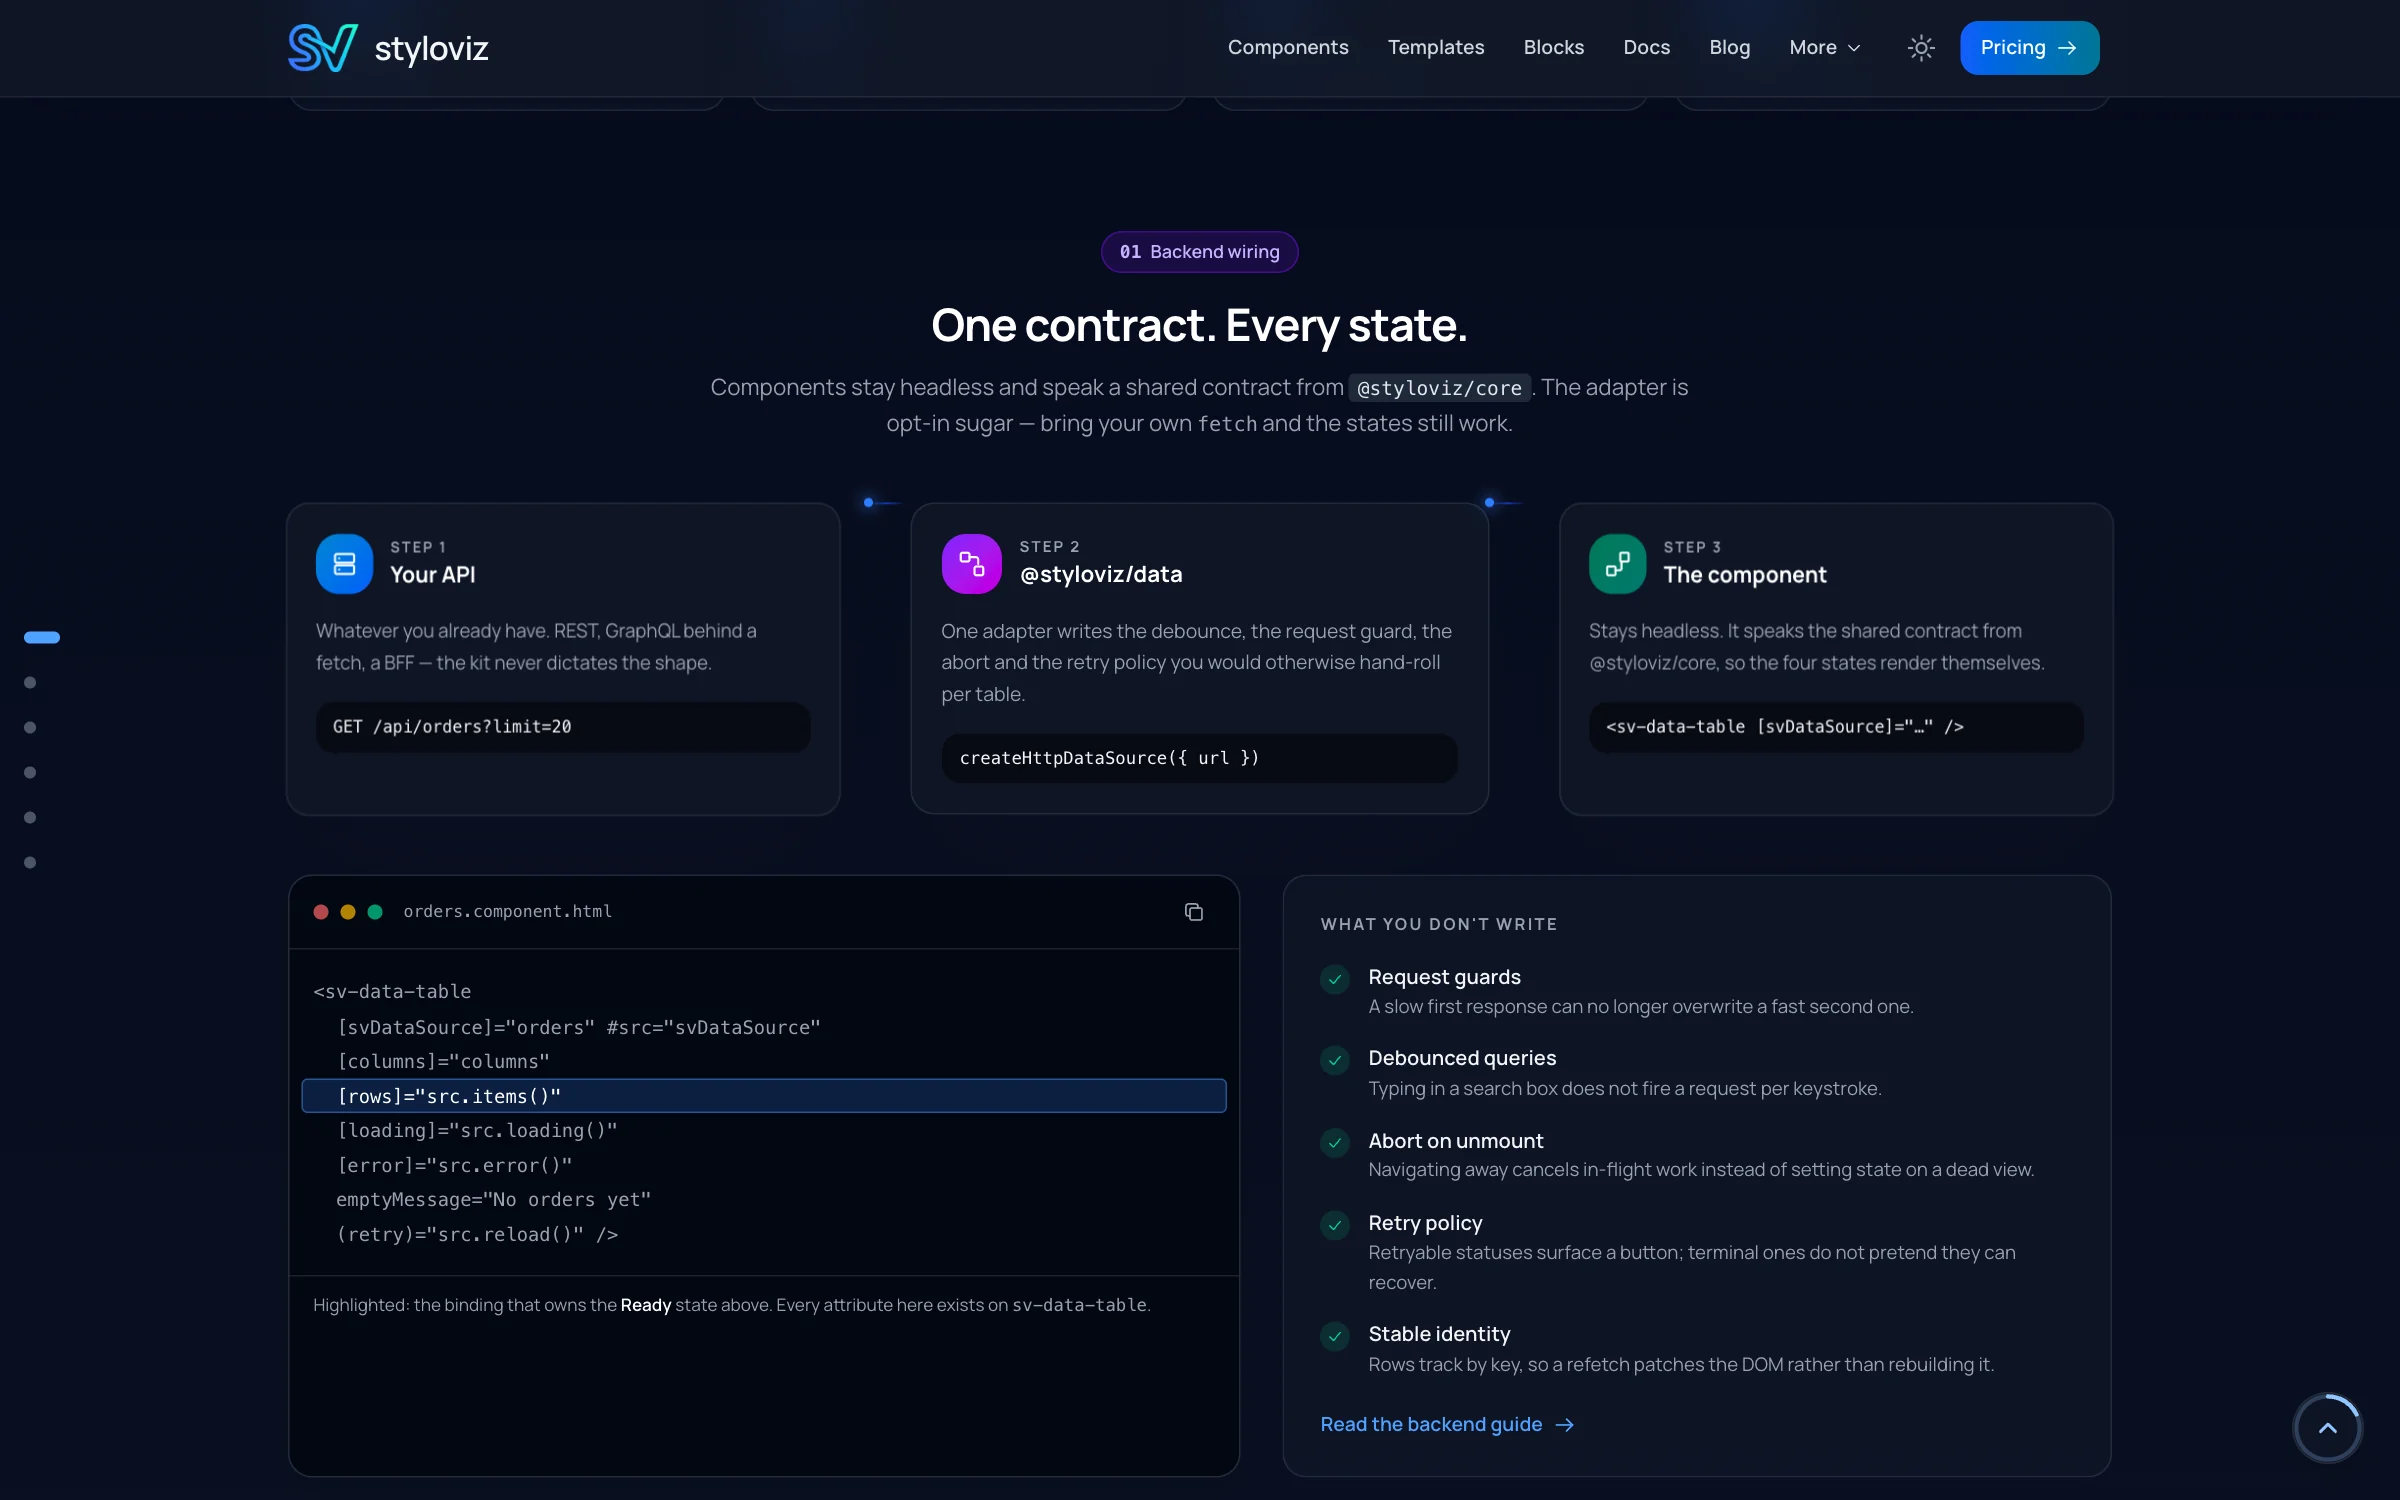 styloviz
Components Templates Blocks Docs Blog More Pricing
01 Backend wiring
One contract. Every state.
Components stay headless and speak a shared contract from @styloviz/core. The adapter is
opt-in sugar — bring your own fetch and the states still work.
STEP 1
Your API
Whatever you already have. REST, GraphQL behind a
fetch, a BFF — the kit never dictates the shape.
GET /api/orders?limit=20
STEP 2
@styloviz/data
One adapter writes the debounce, the request guard, the
abort and the retry policy you would otherwise hand-roll
per table.
createHttpDataSource({ url })
STEP 3
The component
Stays headless. It speaks the shared contract from
@styloviz/core, so the four states render themselves.
<sv-data-table [svDataSource]="…" />
orders.component.html
<sv-data-table
[svDataSource]="orders" #src="svDataSource"
[columns]="columns"
[rows]="src.items()"
[loading]="src.loading()"
[error]="src.error()"
emptyMessage="No orders yet"
(retry)="src.reload()" />
Highlighted: the binding that owns the Ready state above. Every attribute here exists on sv-data-table.
WHAT YOU DON'T WRITE
Request guards
A slow first response can no longer overwrite a fast second one.
Debounced queries
Typing in a search box does not fire a request per keystroke.
Abort on unmount
Navigating away cancels in-flight work instead of setting state on a dead view.
Retry policy
Retryable statuses surface a button; terminal ones do not pretend they can
recover.
Stable identity
Rows track by key, so a refetch patches the DOM rather than rebuilding it.
Read the backend guide